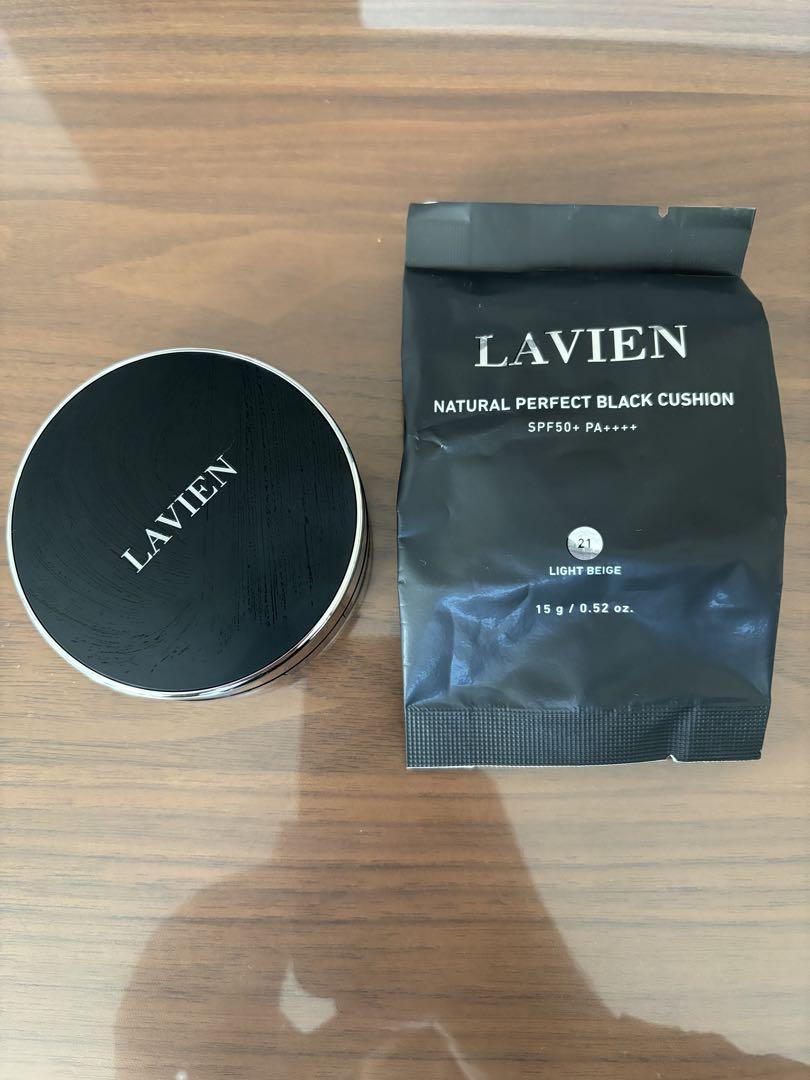 LAVIEN
LAVIEN
NATURAL PERFECT BLACK CUSHION
SPF50+ PA++++
21
LIGHT BEIGE
15 g / 0.52 oz.